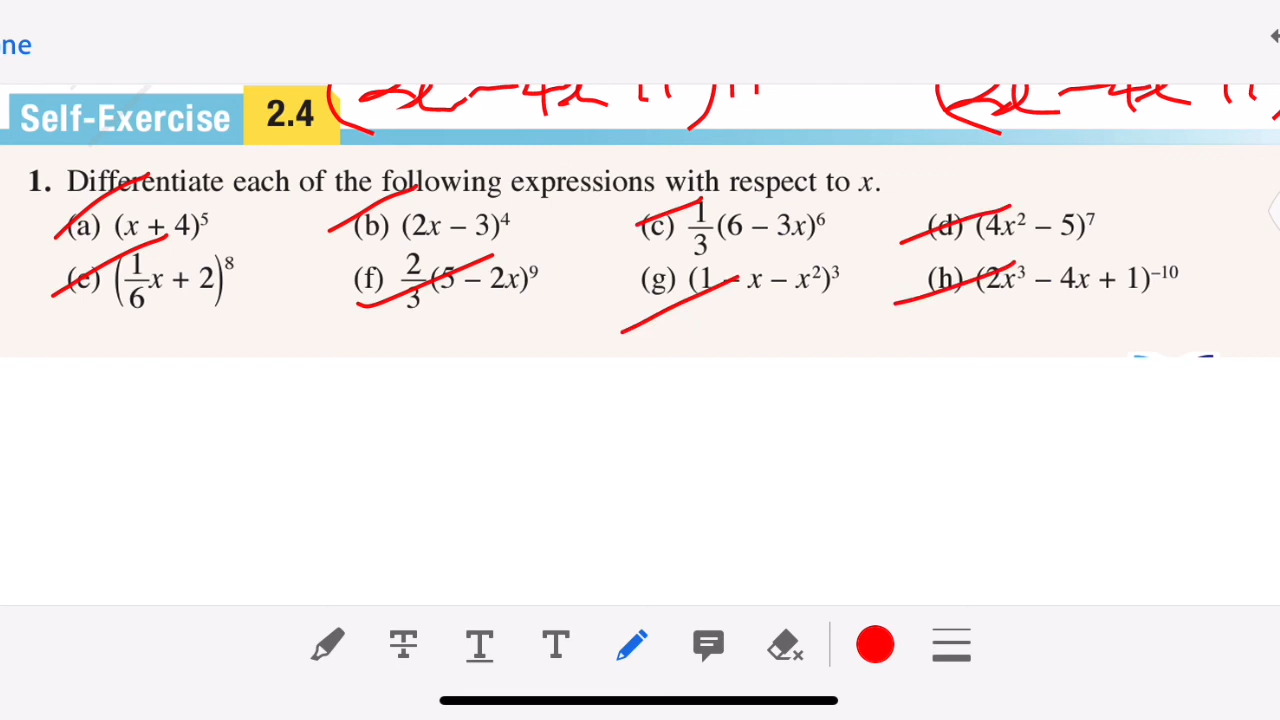 ne
Self-Exercise 2.4
1. Differentiate each of the following expressions with respect to x.
(a) (x + 4)⁵ (b) (2x – 3)⁴ (c) 1/3(6 – 3x)⁶ (d) (4x² – 5)⁷
(e) (1/6x + 2)⁸ (f) 2/3(5 – 2x)⁹ (g) (1 – x – x²)³ (h) (2x³ – 4x + 1)⁻¹⁰
T T T